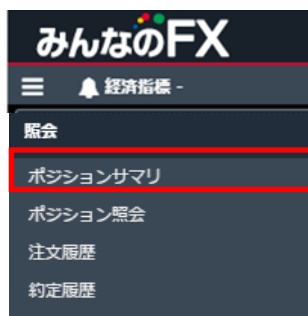 みんなのFX
経済指標 -
照会
ポジションサマリ
ポジション照会
注文履歴
約定履歴